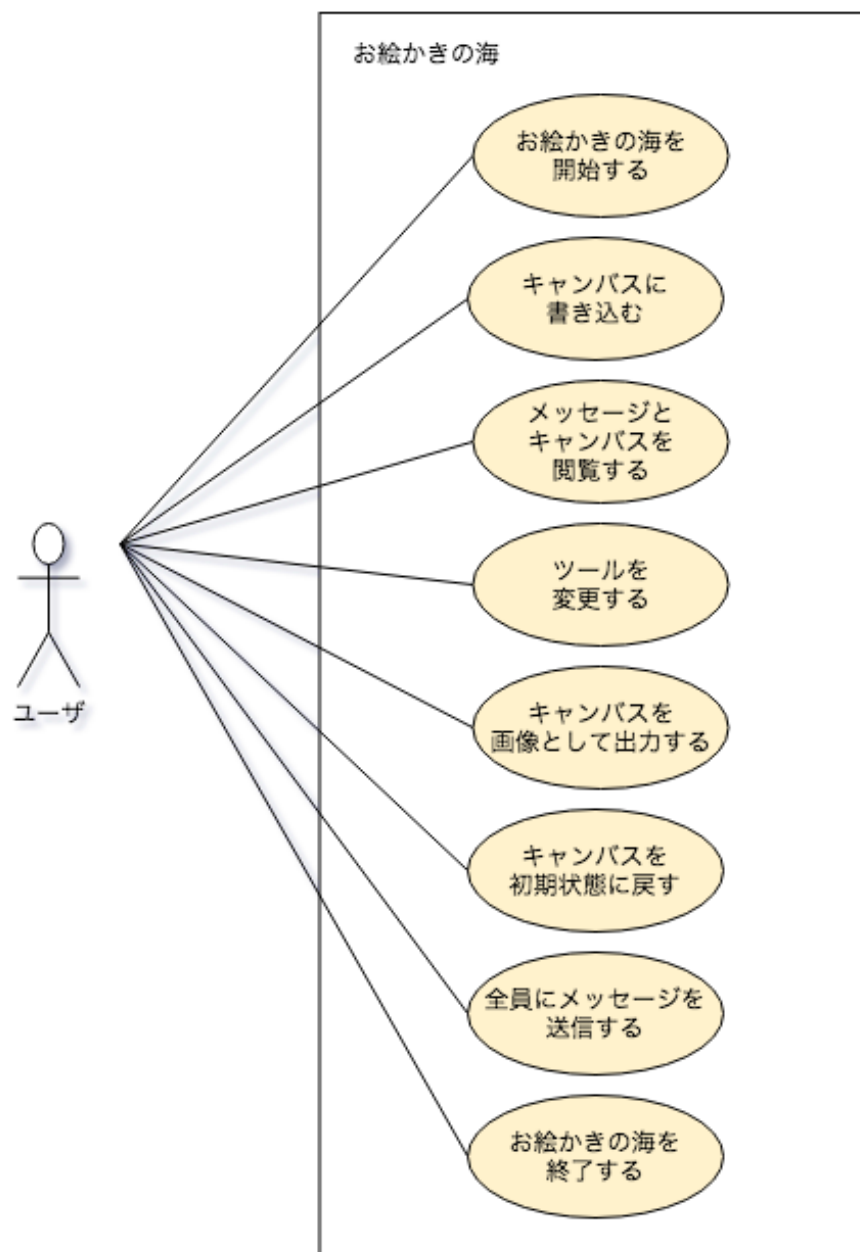 お絵かきの海
お絵かきの海を
開始する
キャンバスに
書き込む
メッセージと
キャンバスを
閲覧する
ツールを
変更する
ユーザ
キャンバスを
画像として出力する
キャンバスを
初期状態に戻す
全員にメッセージを
送信する
お絵かきの海を
終了する